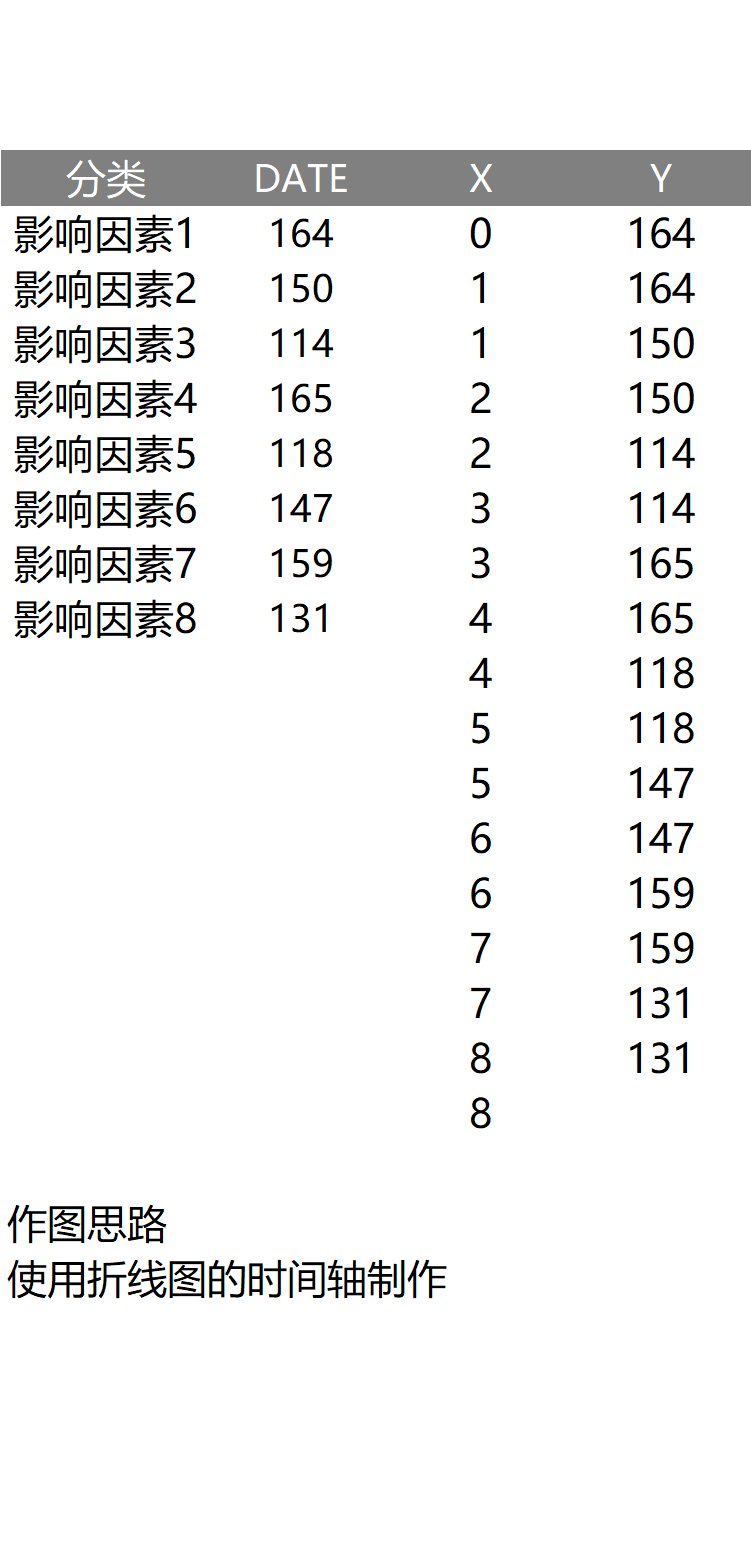 分类 DATE X Y
影响因素1 164 0 164
影响因素2 150 1 164
影响因素3 114 1 150
影响因素4 165 2 150
影响因素5 118 2 114
影响因素6 147 3 114
影响因素7 159 3 165
影响因素8 131 4 165
4 118
5 118
5 147
6 147
6 159
7 159
7 131
8 131
8
作图思路
使用折线图的时间轴制作